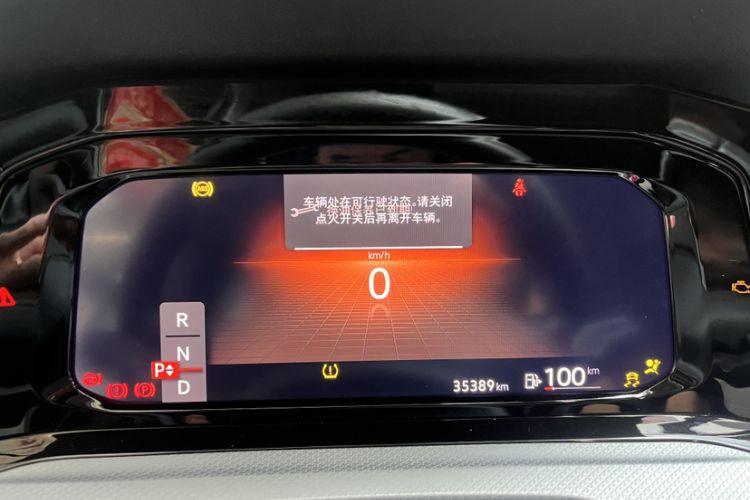 ABS
车辆处在可行驶状态。请关闭
点火开关后再离开车辆。
km/h
0
R
N
P
D
P
35389 km
100 km